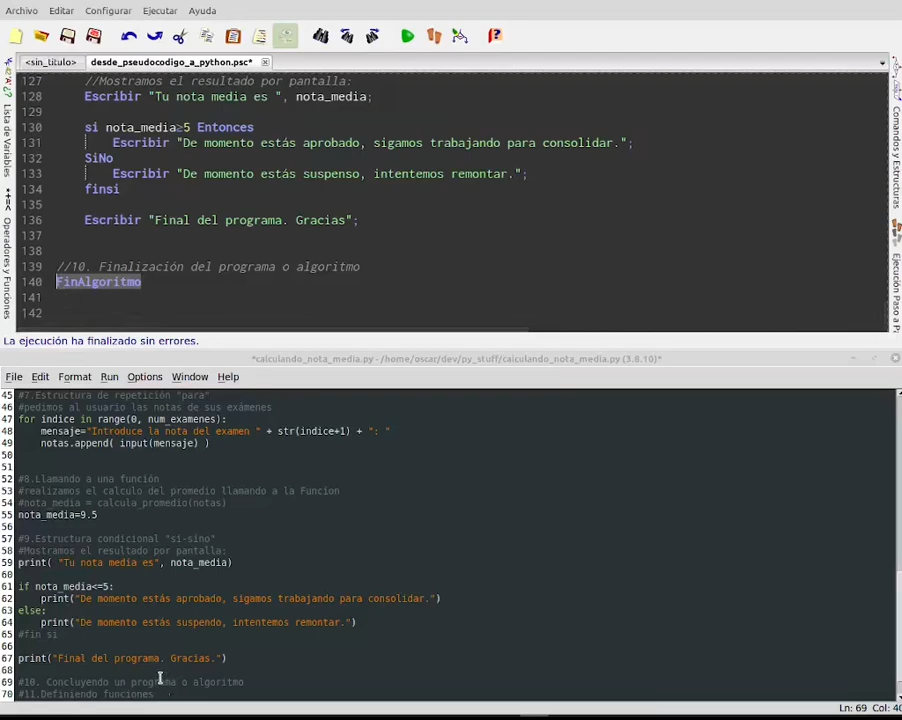 Archivo Editar Configurar Ejecutar Ayuda
<sin_titulo> desde_pseudocodigo_a_python.psc*
Lista de Variables
Operadores y Funciones
Comandos y Estructuras
Ejecución Paso a P
127 //Mostramos el resultado por pantalla:
128 Escribir "Tu nota media es ", nota_media;
129
130 si nota_media≥5 Entonces
131 Escribir "De momento estás aprobado, sigamos trabajando para consolidar.";
132 SiNo
133 Escribir "De momento estás suspenso, intentemos remontar.";
134 finsi
135
136 Escribir "Final del programa. Gracias";
137
138
139 //10. Finalización del programa o algoritmo
140 FinAlgoritmo
141
142
La ejecución ha finalizado sin errores.
*calculando_nota_media.py - /home/oscar/dev/py_stuff/calculando_nota_media.py (3.8.10)*
File Edit Format Run Options Window Help
45 #7.Estructura de repetición "para"
46 #pedimos al usuario las notas de sus exámenes
47 for indice in range(0, num_examenes):
48 mensaje="Introduce la nota del examen " + str(indice+1) + ": "
49 notas.append( input(mensaje) )
50
51
52 #8.Llamando a una función
53 #realizamos el calculo del promedio llamando a la Funcion
54 #nota_media = calcula_promedio(notas)
55 nota_media=9.5
56
57 #9.Estructura condicional "si-sino"
58 #Mostramos el resultado por pantalla:
59 print( "Tu nota media es", nota_media)
60
61 if nota_media<=5:
62 print("De momento estás aprobado, sigamos trabajando para consolidar.")
63 else:
64 print("De momento estás suspendo, intentemos remontar.")
65 #fin si
66
67 print("Final del programa. Gracias.")
68
69 #10. Concluyendo un programa o algoritmo
70 #11.Definiendo funciones
Ln: 69 Col: 40